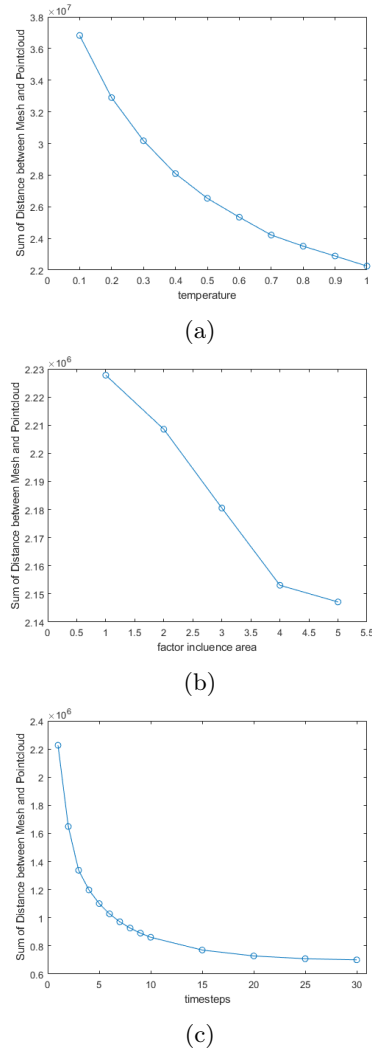 ×10⁷
3.8
3.6
3.4
3.2
3
2.8
2.6
2.4
2.2
Sum of Distance between Mesh and Pointcloud
0 0.1 0.2 0.3 0.4 0.5 0.6 0.7 0.8 0.9 1
temperature
(a)
×10⁶
2.23
2.22
2.21
2.2
2.19
2.18
2.17
2.16
2.15
2.14
Sum of Distance between Mesh and Pointcloud
0 0.5 1 1.5 2 2.5 3 3.5 4 4.5 5 5.5
factor incluence area
(b)
×10⁶
2.4
2.2
2
1.8
1.6
1.4
1.2
1
0.8
0.6
Sum of Distance between Mesh and Pointcloud
0 5 10 15 20 25 30
timesteps
(c)